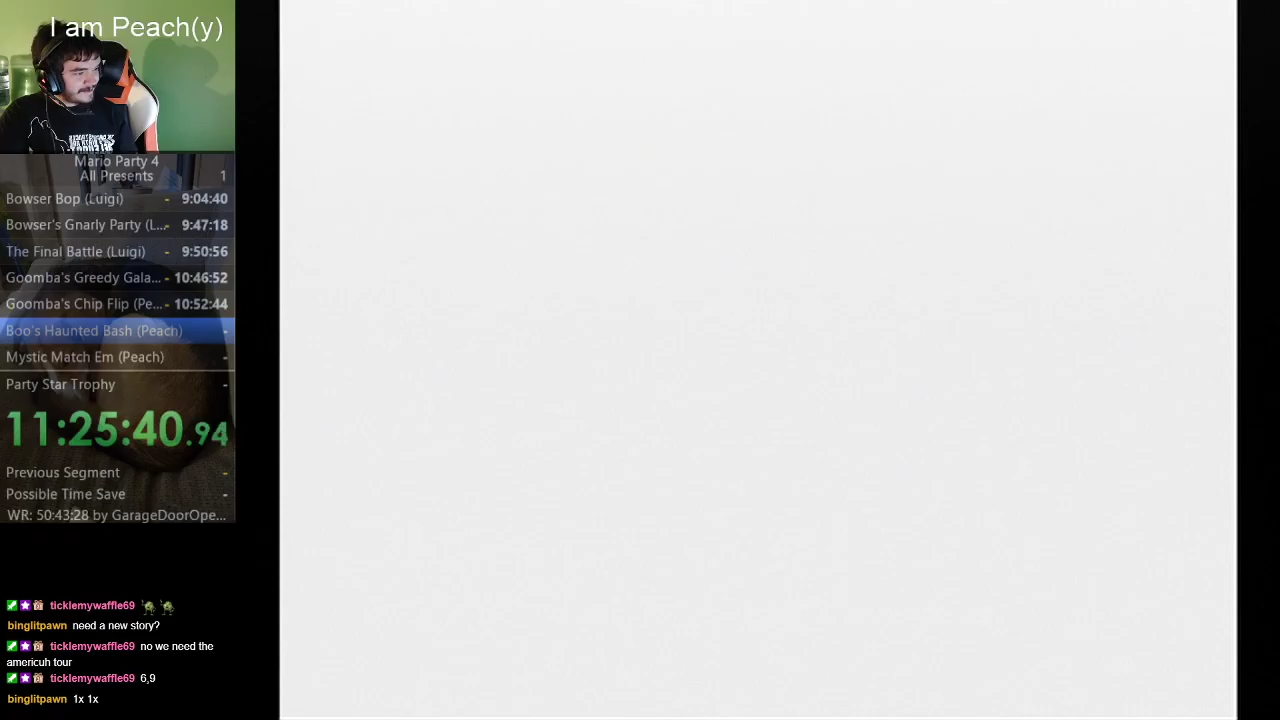 I am Peach(y)
Mario Party 4
All Presents 1
Bowser Bop (Luigi) - 9:04:40
Bowser's Gnarly Party (L... - 9:47:18
The Final Battle (Luigi) - 9:50:56
Goomba's Greedy Gala... - 10:46:52
Goomba's Chip Flip (Pe... - 10:52:44
Boo's Haunted Bash (Peach) -
Mystic Match Em (Peach) -
Party Star Trophy -
11:25:40.94
Previous Segment -
Possible Time Save -
WR: 50:43:28 by GarageDoorOpe...
ticklemywaffle69
binglitpawn need a new story?
ticklemywaffle69 no we need the
americuh tour
ticklemywaffle69 6,9
binglitpawn 1x 1x